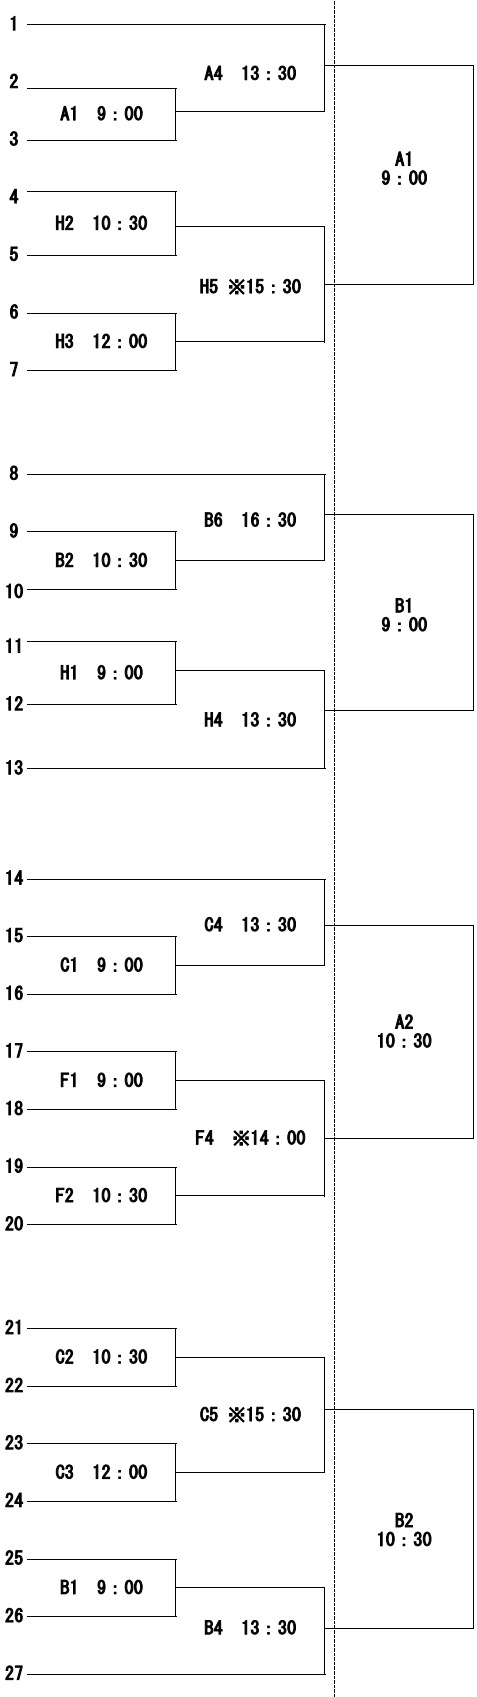 1
A4 13：30
2
A1 9：00
3
A1
9：00
4
H2 10：30
5
H5 ※15：30
6
H3 12：00
7
8
B6 16：30
9
B2 10：30
10
B1
9：00
11
H1 9：00
12
H4 13：30
13
14
C4 13：30
15
C1 9：00
16
A2
10：30
17
F1 9：00
18
F4 ※14：00
19
F2 10：30
20
21
C2 10：30
22
C5 ※15：30
23
C3 12：00
24
B2
10：30
25
B1 9：00
26
B4 13：30
27